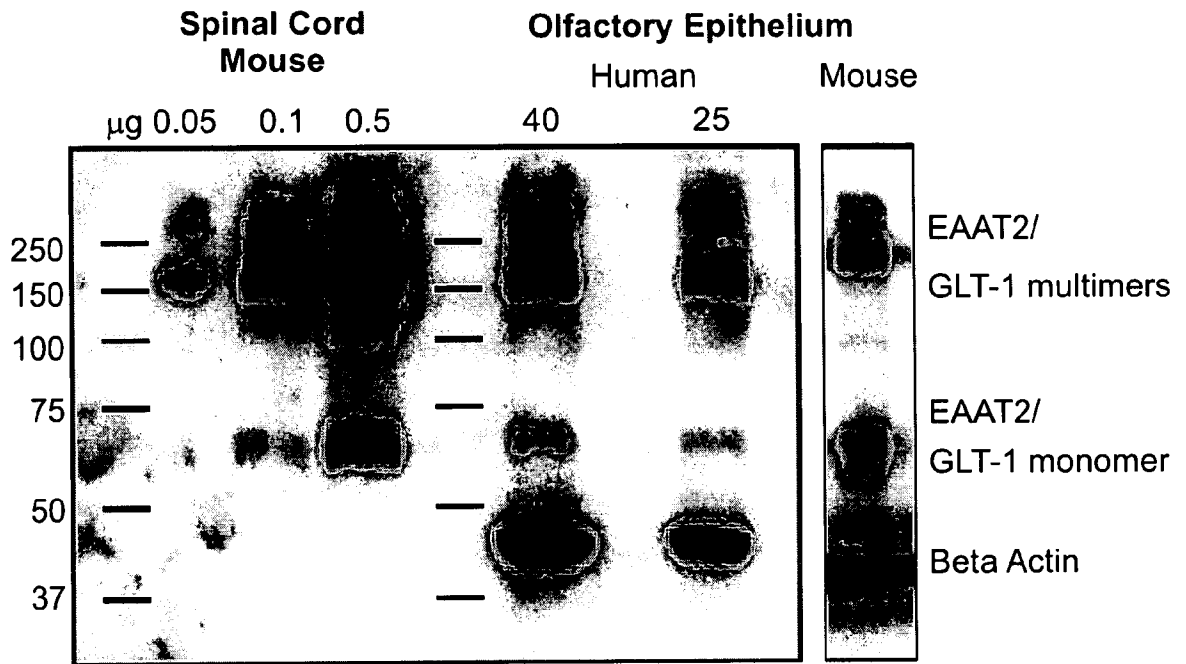 Spinal Cord
Mouse
Olfactory Epithelium
Human
Mouse
µg 0.05 0.1 0.5 40 25
250
150
100
75
50
37
EAAT2/
GLT-1 multimers
EAAT2/
GLT-1 monomer
Beta Actin